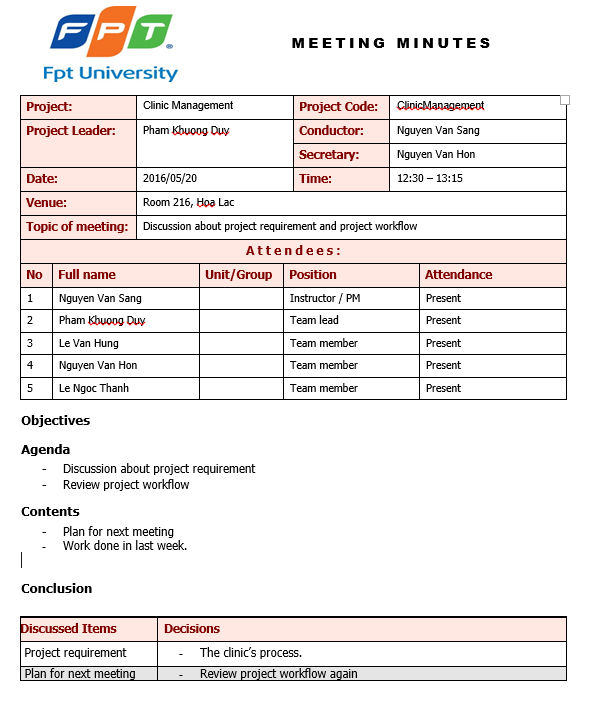 FPT®
Fpt University
MEETING MINUTES
Project: Clinic Management Project Code: ClinicManagement
Project Leader: Pham Khuong Duy Conductor: Nguyen Van Sang
Secretary: Nguyen Van Hon
Date: 2016/05/20 Time: 12:30 – 13:15
Venue: Room 216, Hoa Lac
Topic of meeting: Discussion about project requirement and project workflow
Attendees:
No Full name Unit/Group Position Attendance
1 Nguyen Van Sang Instructor / PM Present
2 Pham Khuong Duy Team lead Present
3 Le Van Hung Team member Present
4 Nguyen Van Hon Team member Present
5 Le Ngoc Thanh Team member Present
Objectives
Agenda
- Discussion about project requirement
- Review project workflow
Contents
- Plan for next meeting
- Work done in last week.
Conclusion
Discussed Items Decisions
Project requirement - The clinic’s process.
Plan for next meeting - Review project workflow again